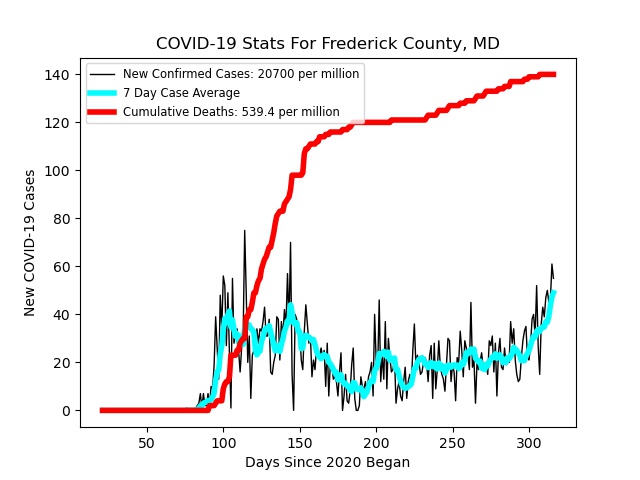 COVID-19 Stats For Frederick County, MD
New Confirmed Cases: 20700 per million
7 Day Case Average
Cumulative Deaths: 539.4 per million
140
120
100
80
60
40
20
0
New COVID-19 Cases
50 100 150 200 250 300
Days Since 2020 Began